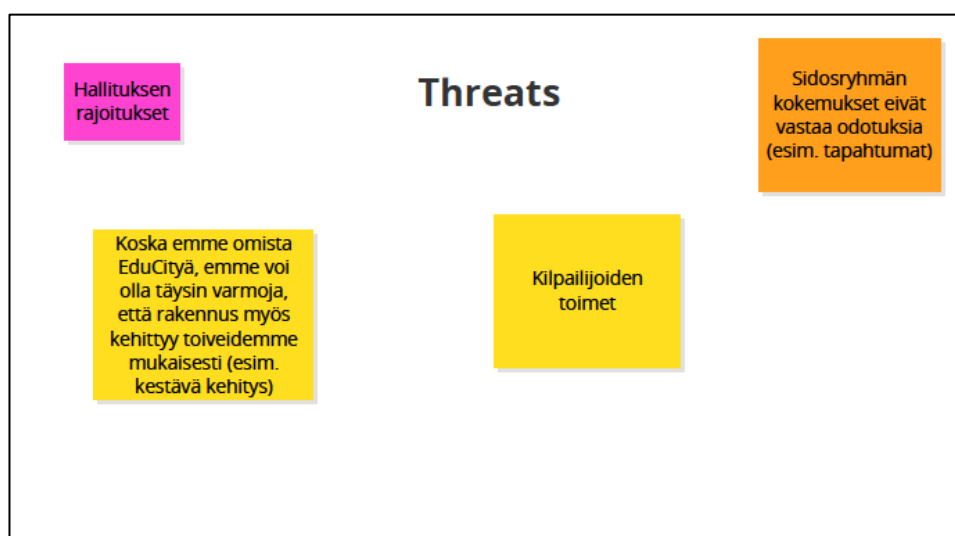 Threats
Hallituksen
rajoitukset
Sidosryhmän
kokemukset eivät
vastaa odotuksia
(esim. tapahtumat)
Koska emme omista
EduCityä, emme voi
olla täysin varmoja,
että rakennus myös
kehittyy toiveidemme
mukaisesti (esim.
kestävä kehitys)
Kilpailijoiden
toimet